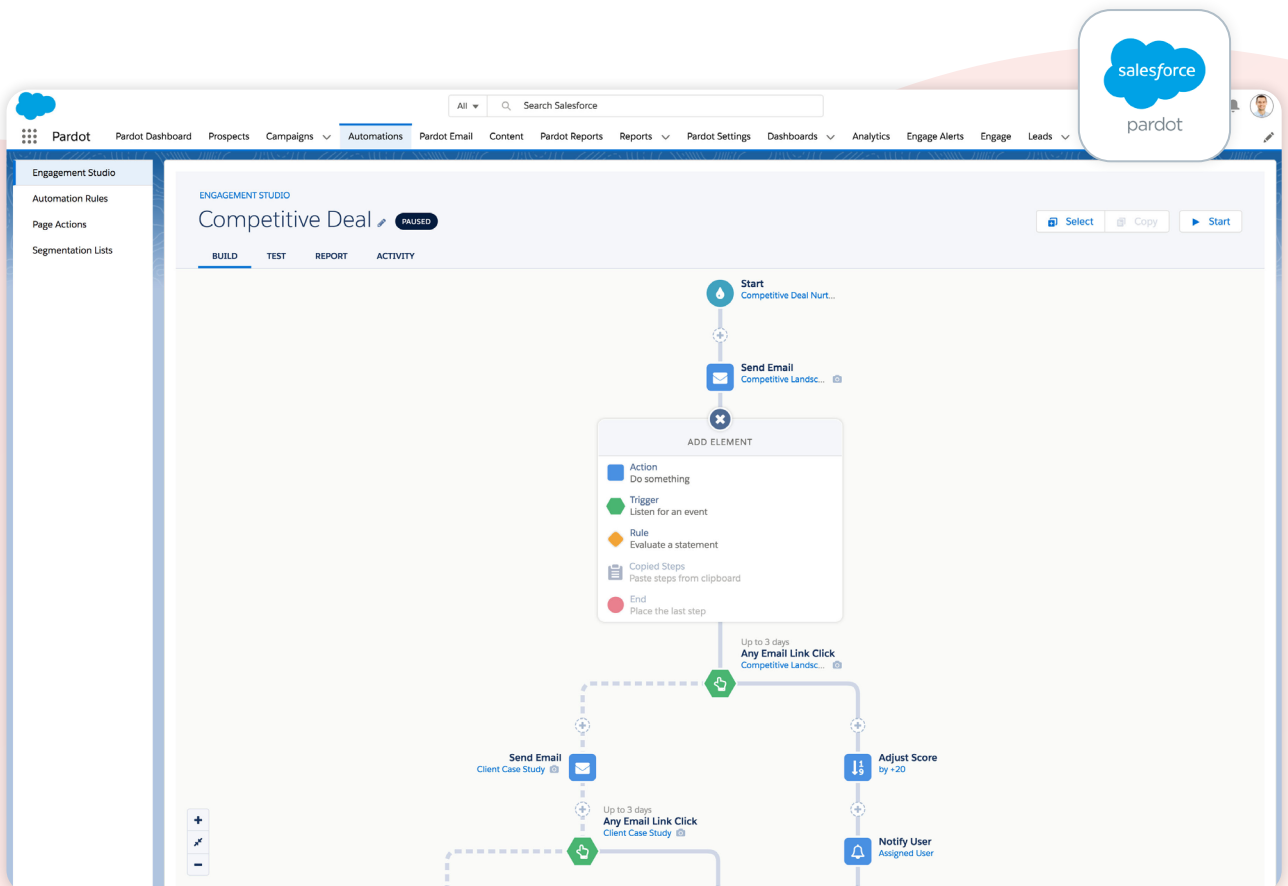 salesforce
pardot
All
Search Salesforce
Pardot
Pardot Dashboard
Prospects
Campaigns
Automations
Pardot Email
Content
Pardot Reports
Reports
Pardot Settings
Dashboards
Analytics
Engage Alerts
Engage
Leads
Engagement Studio
Automation Rules
Page Actions
Segmentation Lists
ENGAGEMENT STUDIO
Competitive Deal
PAUSED
Select
Copy
Start
BUILD
TEST
REPORT
ACTIVITY
Start
Competitive Deal Nurt...
Send Email
Competitive Landsc...
ADD ELEMENT
Action
Do something
Trigger
Listen for an event
Rule
Evaluate a statement
Copied Steps
Paste steps from clipboard
End
Place the last step
Up to 3 days
Any Email Link Click
Competitive Landsc...
Send Email
Client Case Study
Adjust Score
by +20
Up to 3 days
Any Email Link Click
Client Case Study
Notify User
Assigned User